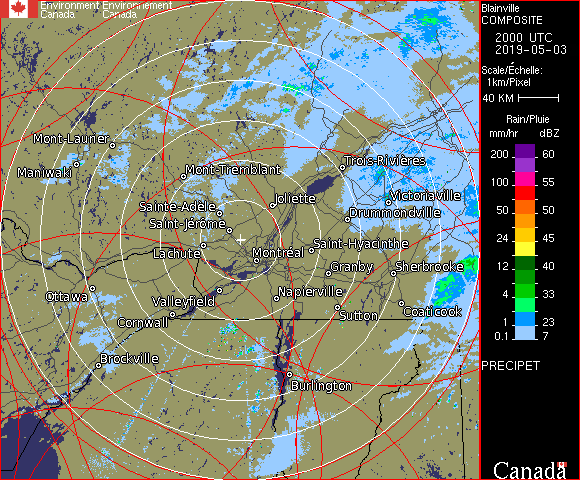 Environment Environnement
Canada Canada
Blainville
COMPOSITE
2000 UTC
2019-05-03
Scale/Échelle:
1km/Pixel
40 KM
Rain/Pluie
mm/hr dBZ
200 60
100 55
50 50
24 45
12 40
4 33
1 23
0.1 7
PRECIPET
Canada
Mont-Laurier
Maniwaki
Mont-Tremblant
Trois-Rivières
Sainte-Adèle
Joliette
Victoriaville
Saint-Jérôme
Drummondville
Lachute
Montréal
Saint-Hyacinthe
Granby
Sherbrooke
Ottawa
Valleyfield
Napierville
Cornwall
Sutton
Coaticook
Brockville
Burlington